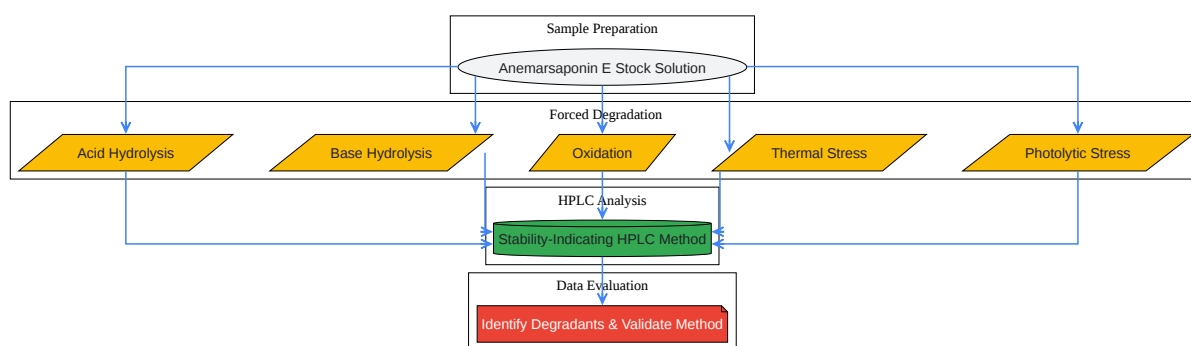 Sample Preparation
Anemarsaponin E Stock Solution
Forced Degradation
Acid Hydrolysis
Base Hydrolysis
Oxidation
Thermal Stress
Photolytic Stress
HPLC Analysis
Stability-Indicating HPLC Method
Data Evaluation
Identify Degradants & Validate Method